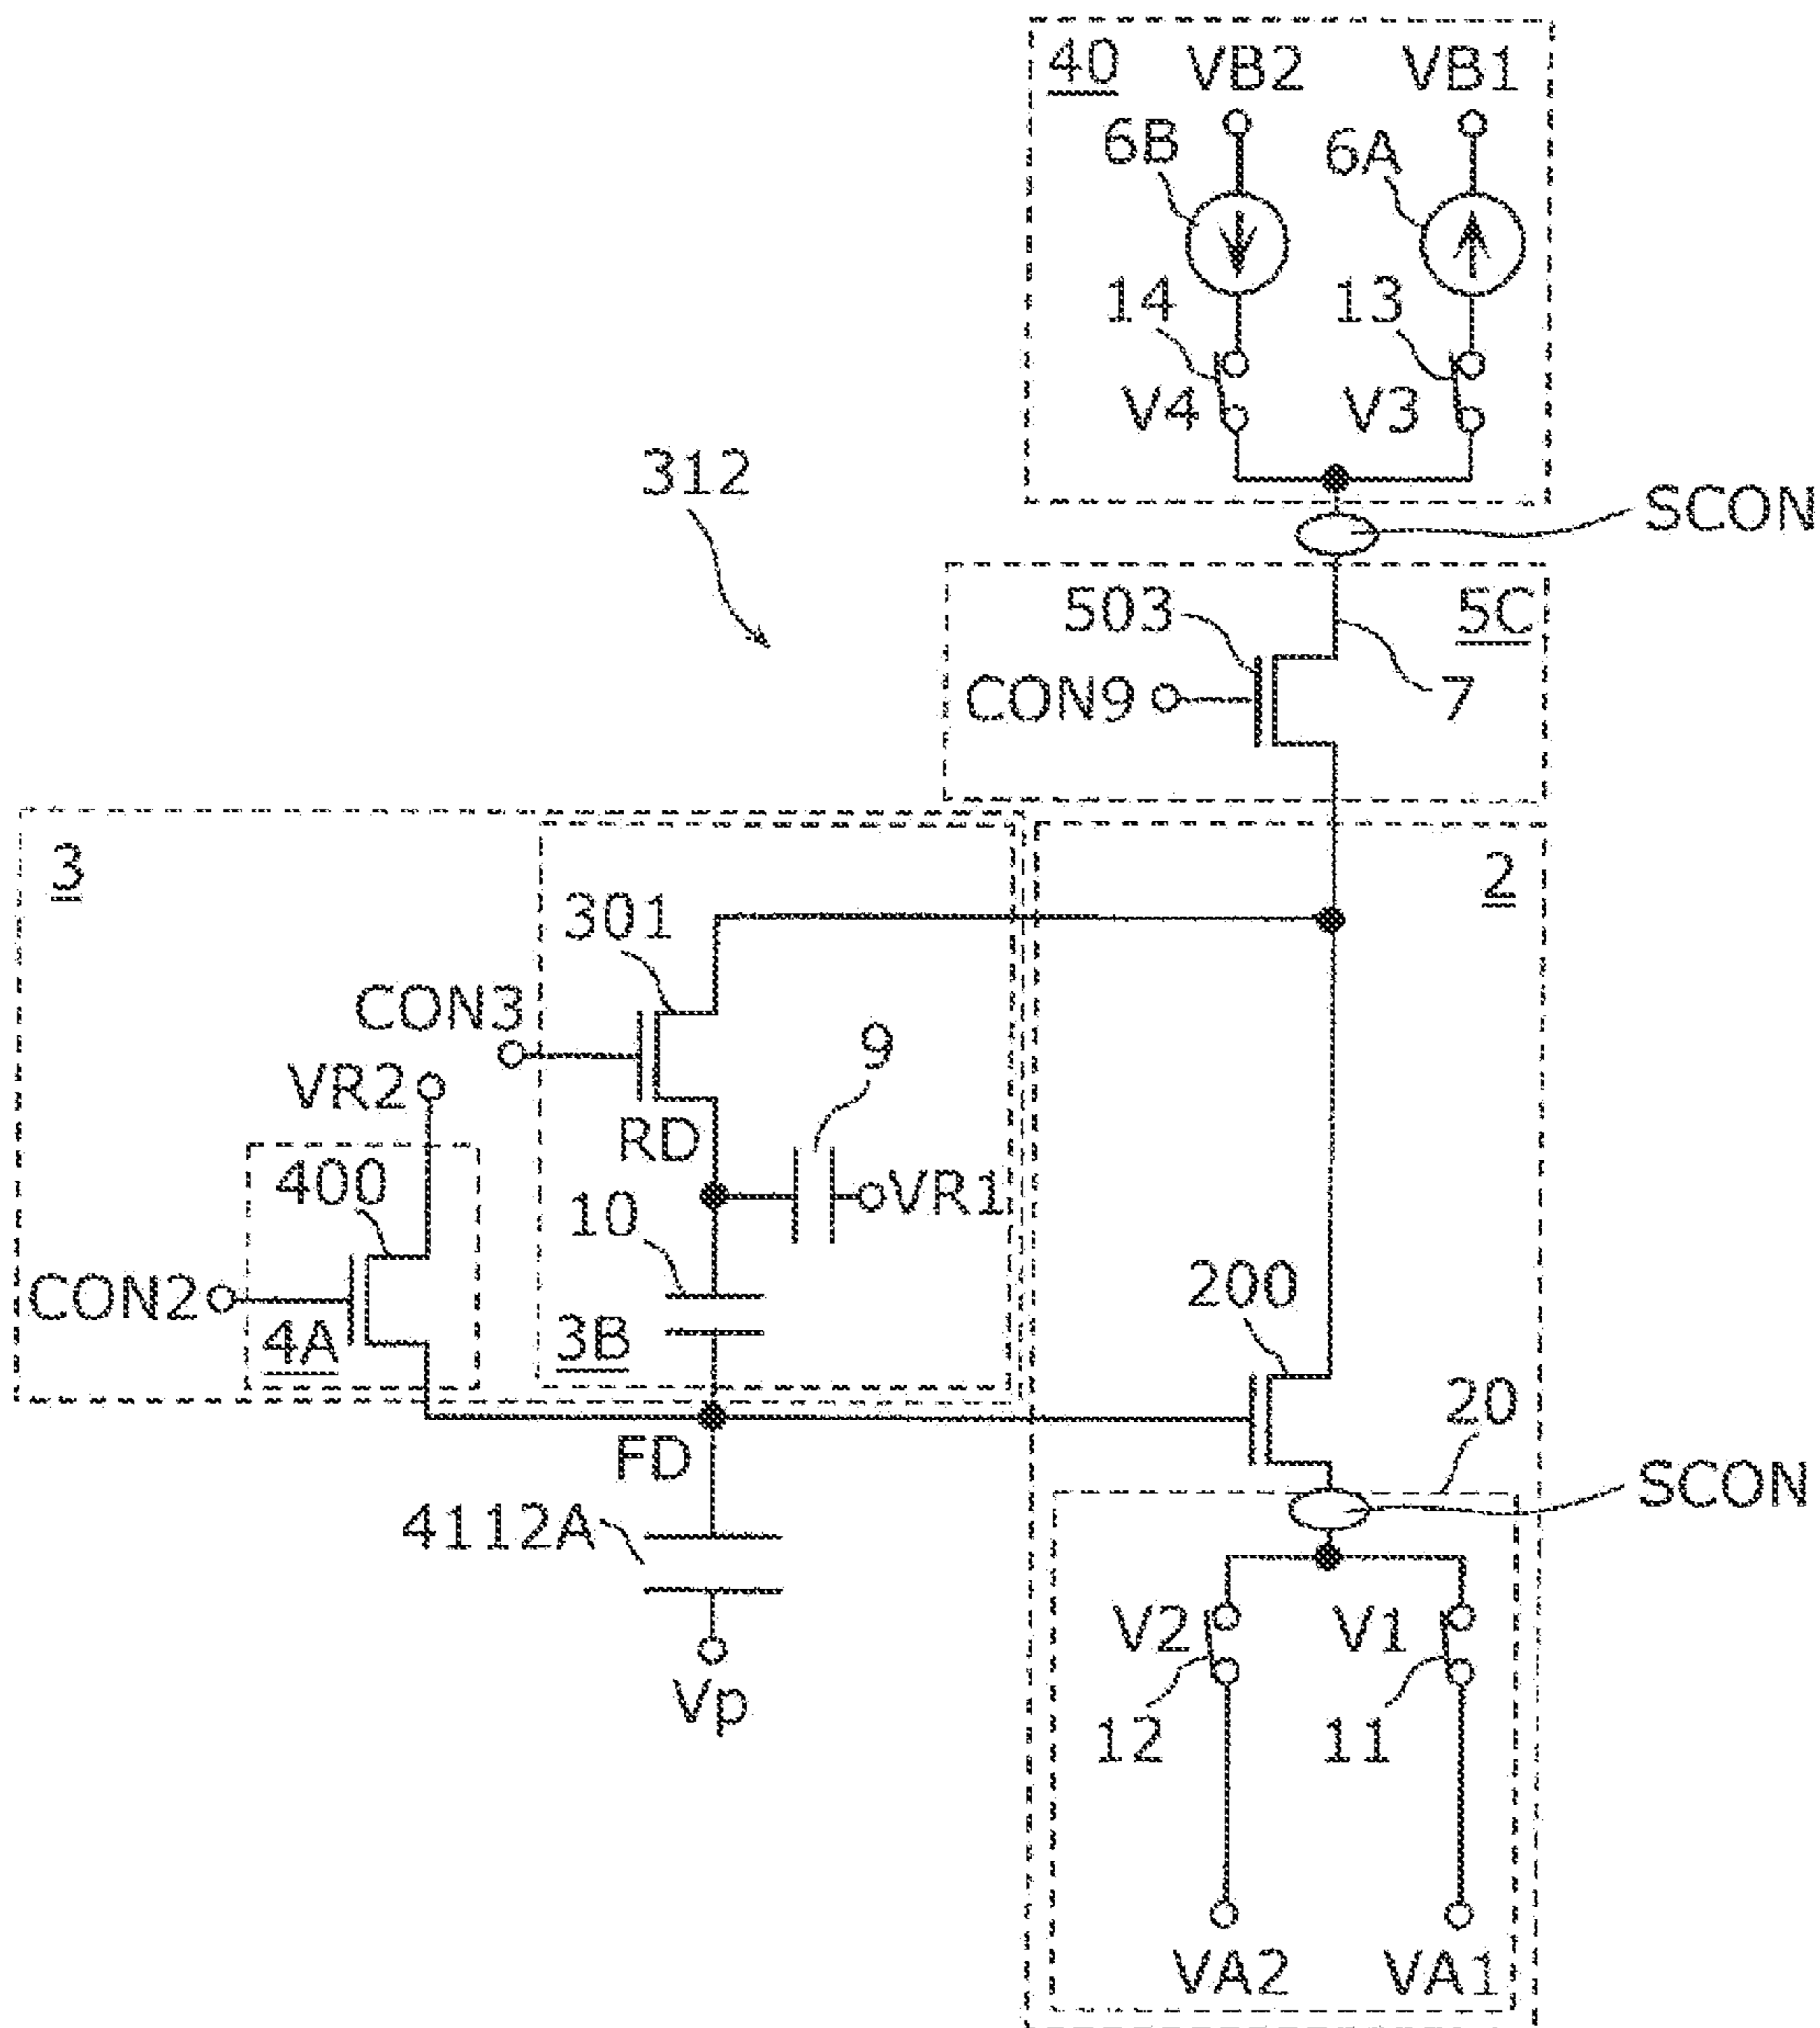 40
VB2
VB1
6B
6A
14
13
V4
V3
312
SCON
503
5C
CON9
7
3
2
301
CON3
9
VR2
RD
VR1
400
10
CON2
4A
3B
200
20
FD
SCON
4112A
V2
V1
Vp
12
11
VA2
VA1